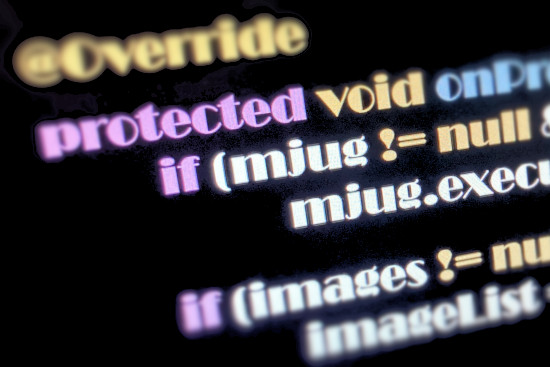 @Override
protected void onPr
if (mjug != null &
mjug.execu
if (images != nu
imageList